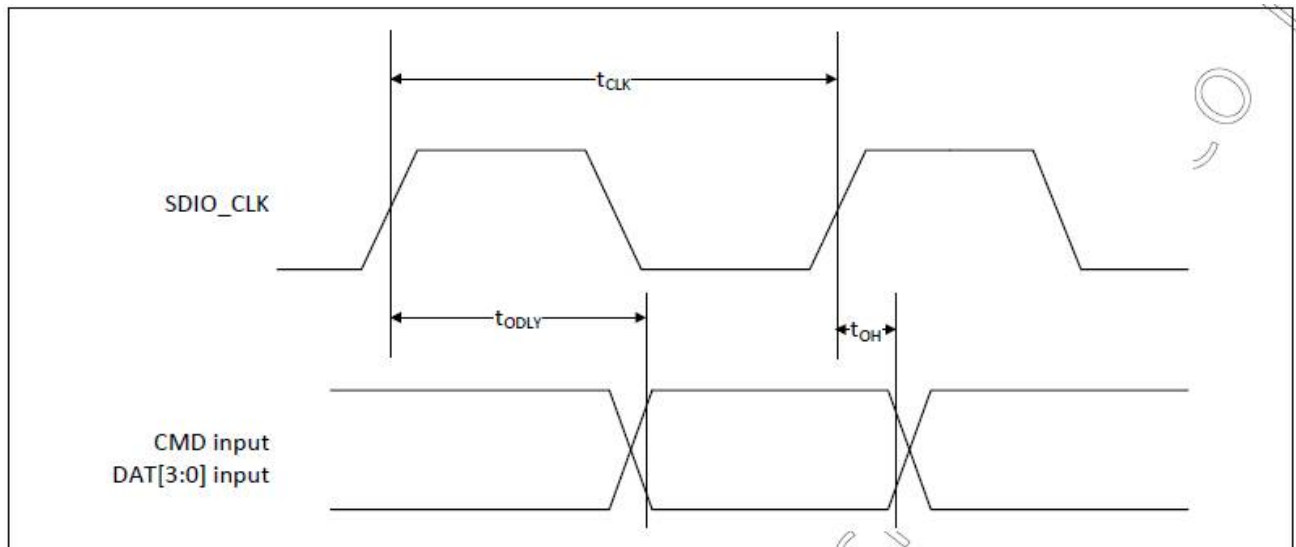 tCLK
SDIO_CLK
tODLY
tOH
CMD input
DAT[3:0] input